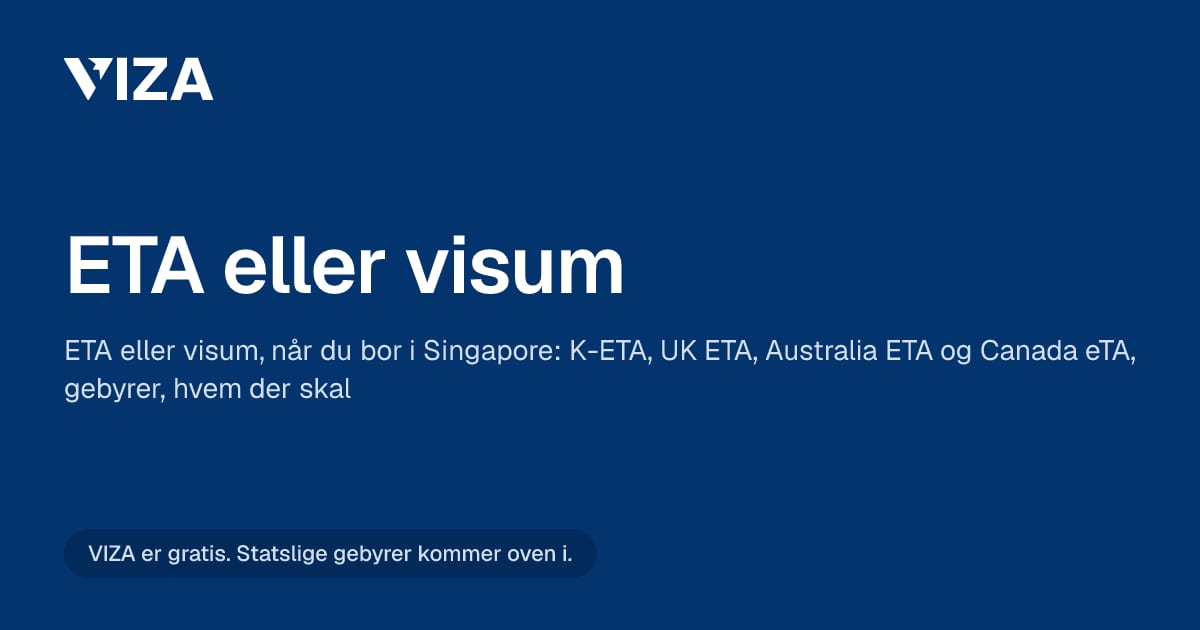 VIZA
ETA eller visum
ETA eller visum, når du bor i Singapore: K-ETA, UK ETA, Australia ETA og Canada eTA,
gebyrer, hvem der skal
VIZA er gratis. Statslige gebyrer kommer oven i.